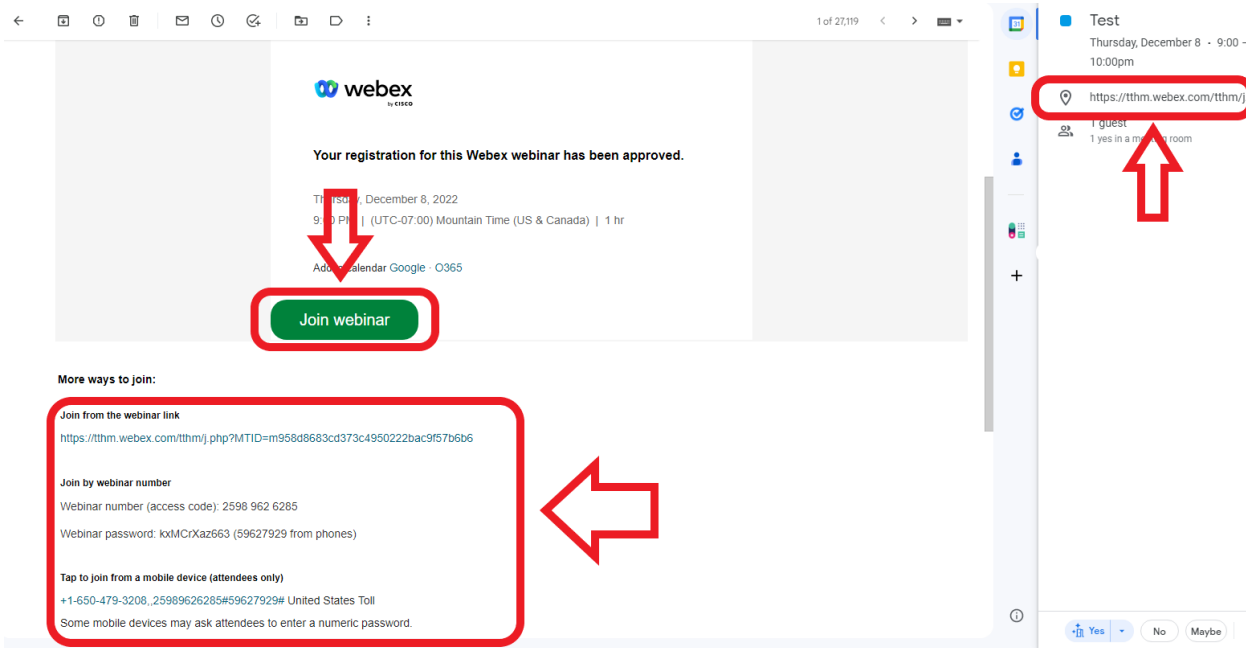 1 of 27,119
webex
by CISCO
Your registration for this Webex webinar has been approved.
Thursday, December 8, 2022
9:00 PM | (UTC-07:00) Mountain Time (US & Canada) | 1 hr
Add to calendar Google · O365
Join webinar
More ways to join:
Join from the webinar link
https://tthm.webex.com/tthm/j.php?MTID=m958d8683cd373c4950222bac9f57b6b6
Join by webinar number
Webinar number (access code): 2598 962 6285
Webinar password: kxMCrXaz663 (59627929 from phones)
Tap to join from a mobile device (attendees only)
+1-650-479-3208,,25989626285#59627929# United States Toll
Some mobile devices may ask attendees to enter a numeric password.
31
Test
Thursday, December 8 · 9:00 –
10:00pm
https://tthm.webex.com/tthm/j
1 guest
1 yes in a meeting room
Yes
No
Maybe